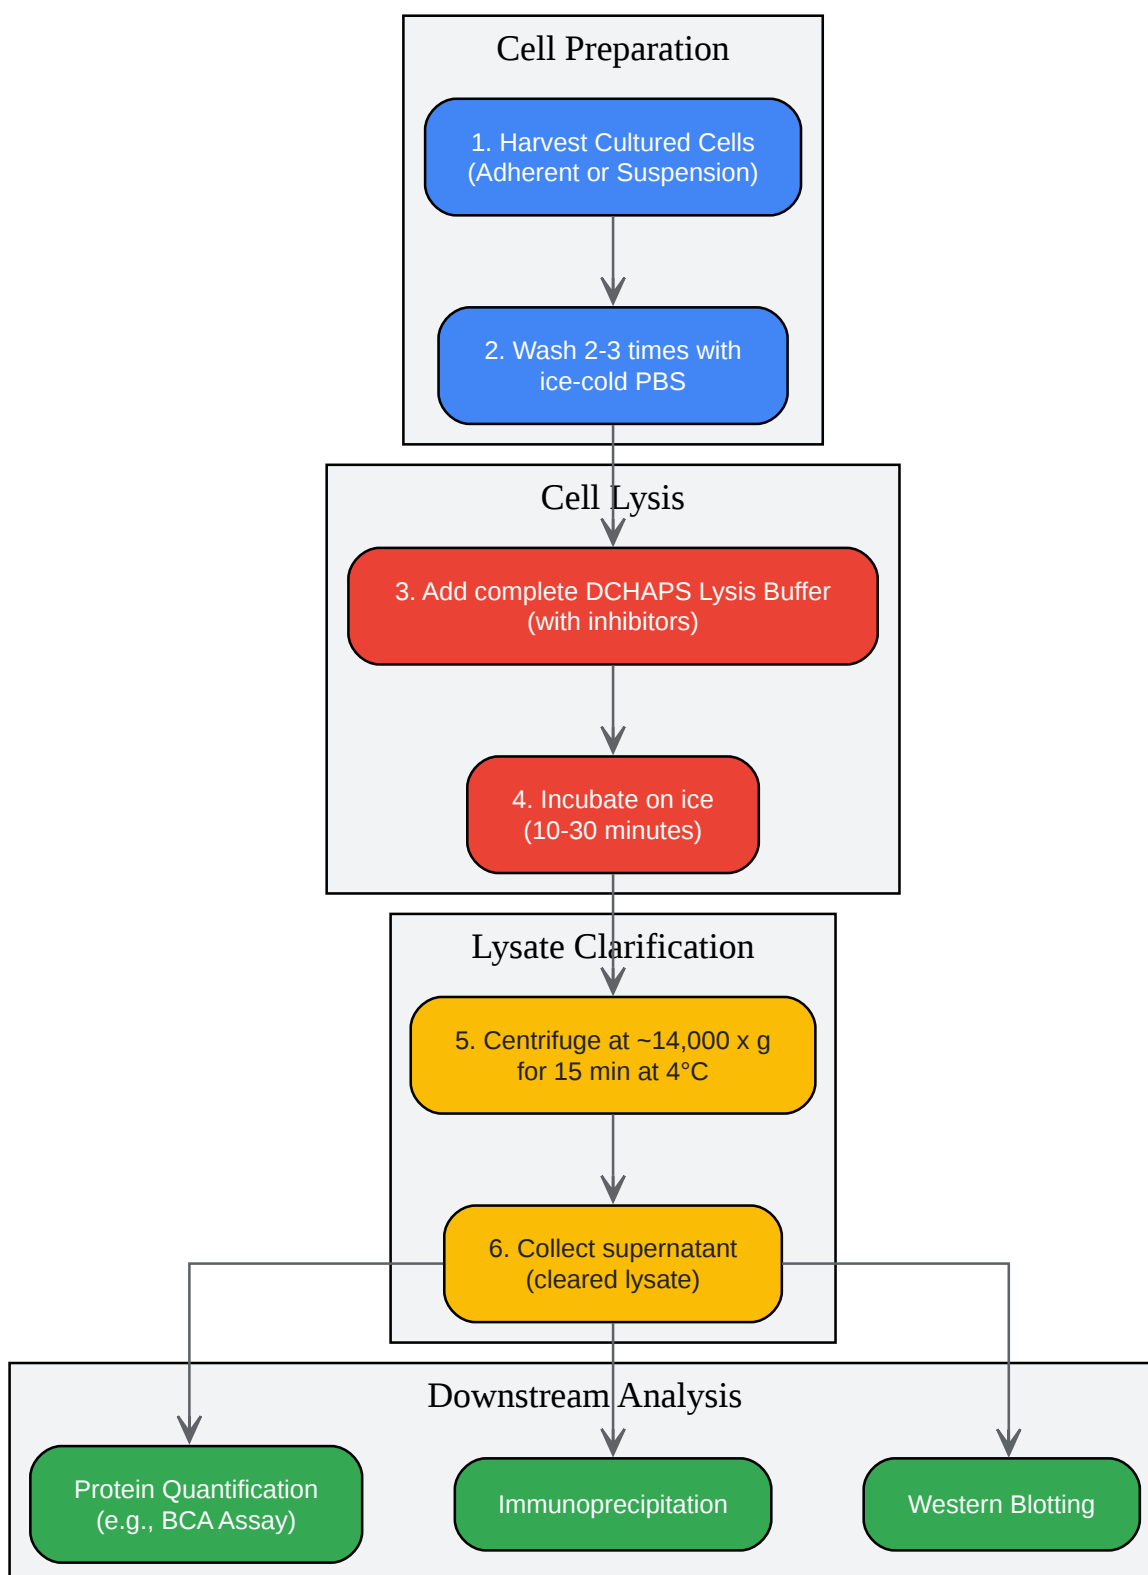 Cell Preparation
1. Harvest Cultured Cells
(Adherent or Suspension)
2. Wash 2-3 times with
ice-cold PBS
Cell Lysis
3. Add complete DCHAPS Lysis Buffer
(with inhibitors)
4. Incubate on ice
(10-30 minutes)
Lysate Clarification
5. Centrifuge at ~14,000 x g
for 15 min at 4°C
6. Collect supernatant
(cleared lysate)
Downstream Analysis
Protein Quantification
(e.g., BCA Assay)
Immunoprecipitation
Western Blotting